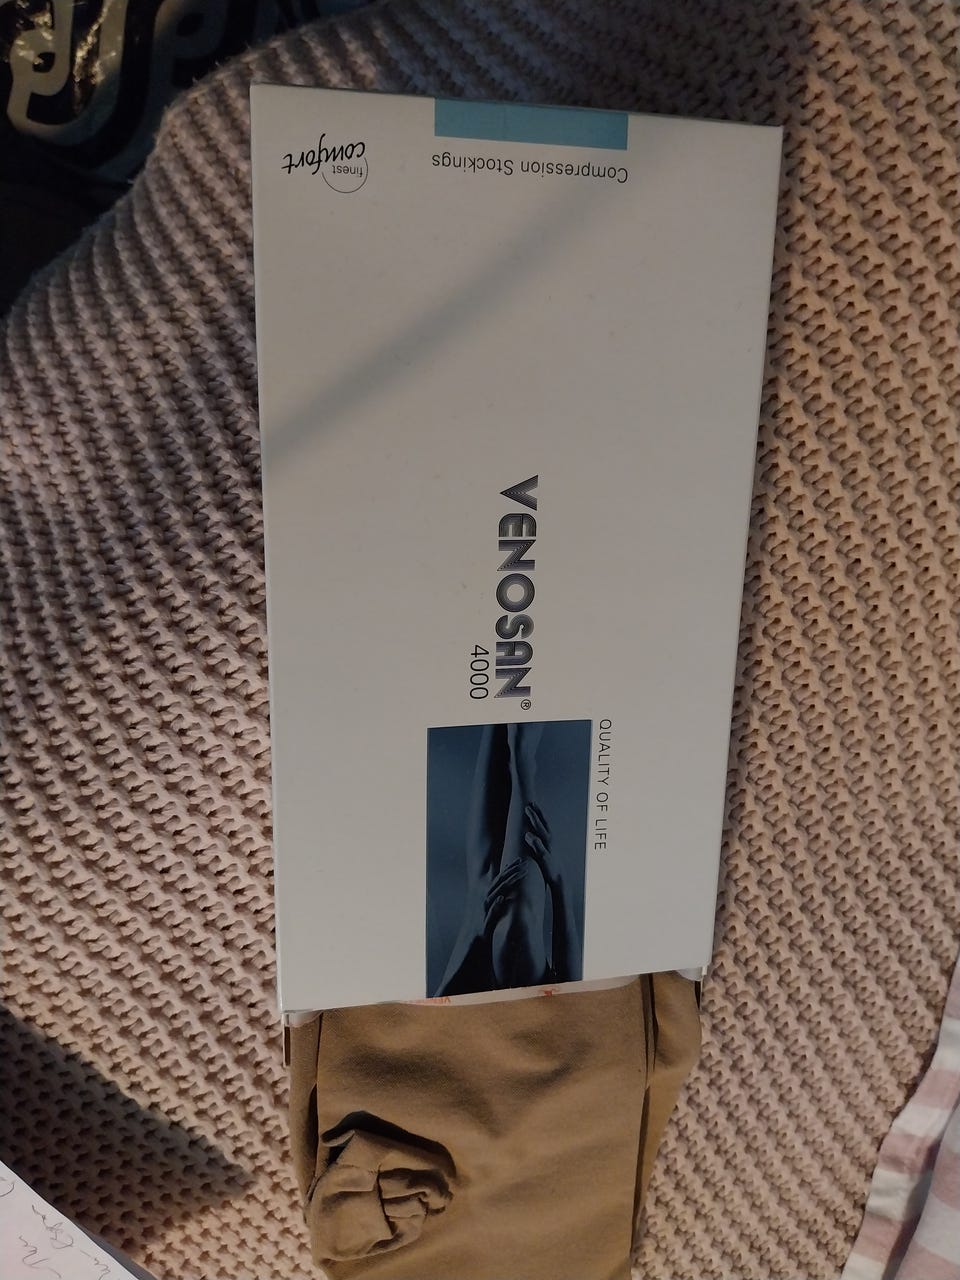 finest
comfort
Compression Stockings
VENOSAN®
4000
QUALITY OF LIFE